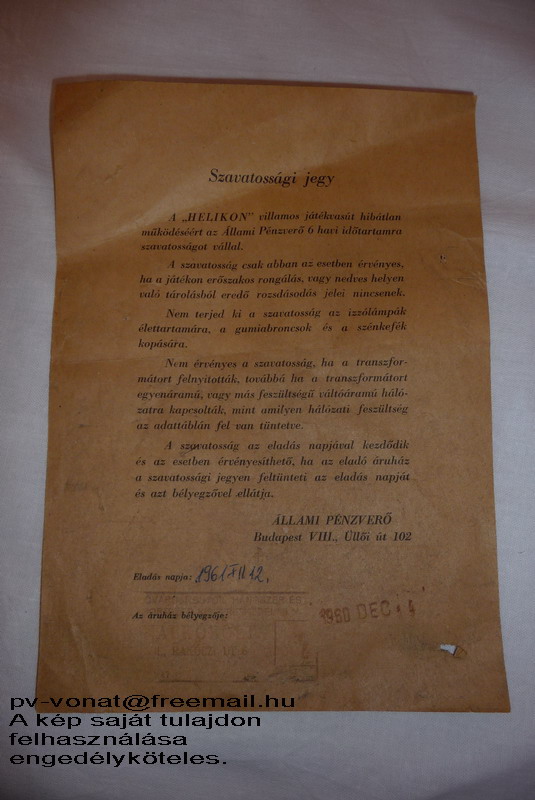 Szavatossági jegy
A „HELIKON” villamos játékvasút hibátlan
működéséért az Állami Pénzverő 6 havi időtartamra
szavatosságot vállal.
A szavatosság csak abban az esetben érvényes,
ha a játékon erőszakos rongálás, vagy nedves helyen
való tárolásból eredő rozsdásodás jelei nincsenek.
Nem terjed ki a szavatosság az izzólámpák
élettartamára, a gumiabroncsok és a szénkefék
kopására.
Nem érvényes a szavatosság, ha a transzfor-
mátort felnyitották, továbbá ha a transzformátort
egyenáramú, vagy más feszültségű váltóáramú háló-
zatra kapcsolták, mint amilyen hálózati feszültség
az adattáblán fel van tüntetve.
A szavatosság az eladás napjával kezdődik
és az esetben érvényesíthető, ha az eladó áruház
a szavatossági jegyen feltünteti az eladás napját
és azt bélyegzővel ellátja.
ÁLLAMI PÉNZVERŐ
Budapest VIII., Üllői út 102
Eladás napja: 1961 XII 12.
Az áruház bélyegzője:
1960 DEC
pv-vonat@freemail.hu
A kép saját tulajdon
felhasználása
engedélyköteles.